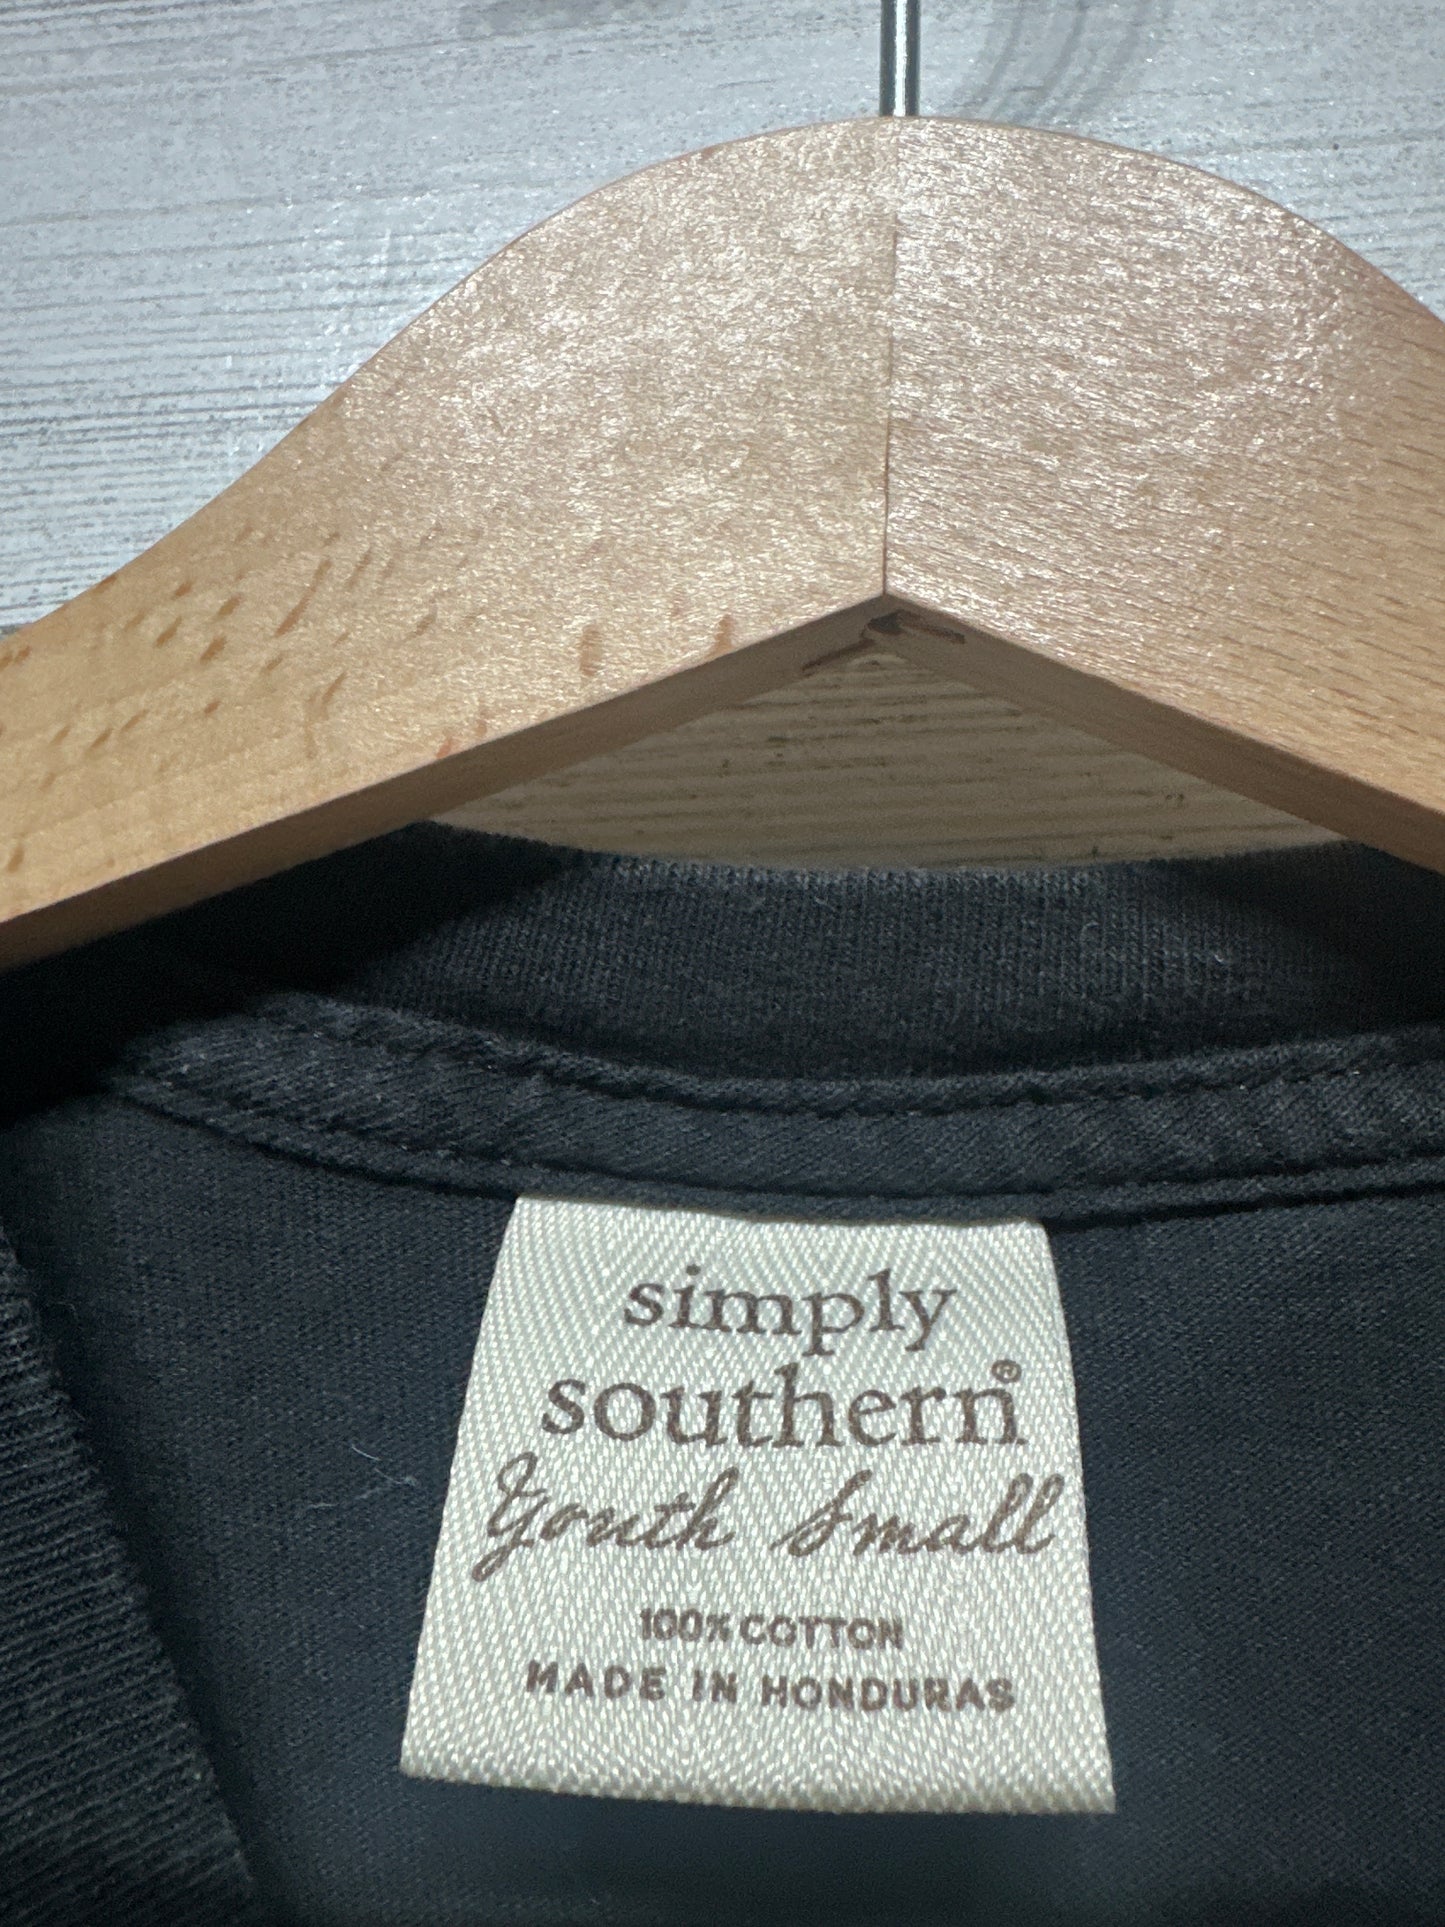 simply
southern®
Youth Small
100% COTTON
MADE IN HONDURAS